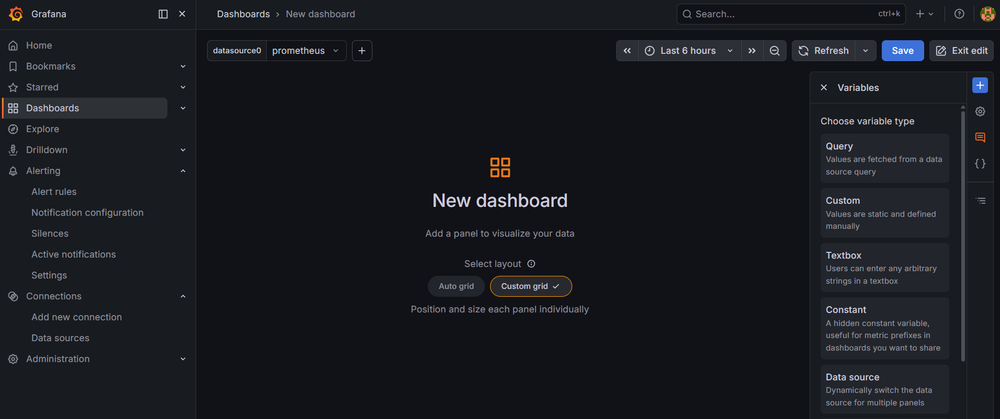 Grafana
Dashboards › New dashboard
Search...
ctrl+k
Home
Bookmarks
Starred
Dashboards
Explore
Drilldown
Alerting
Alert rules
Notification configuration
Silences
Active notifications
Settings
Connections
Add new connection
Data sources
Administration
datasource0
prometheus
Last 6 hours
Refresh
Save
Exit edit
New dashboard
Add a panel to visualize your data
Select layout
Auto grid
Custom grid
Position and size each panel individually
Variables
Choose variable type
Query
Values are fetched from a data
source query
Custom
Values are static and defined
manually
Textbox
Users can enter any arbitrary
strings in a textbox
Constant
A hidden constant variable,
useful for metric prefixes in
dashboards you want to share
Data source
Dynamically switch the data
source for multiple panels